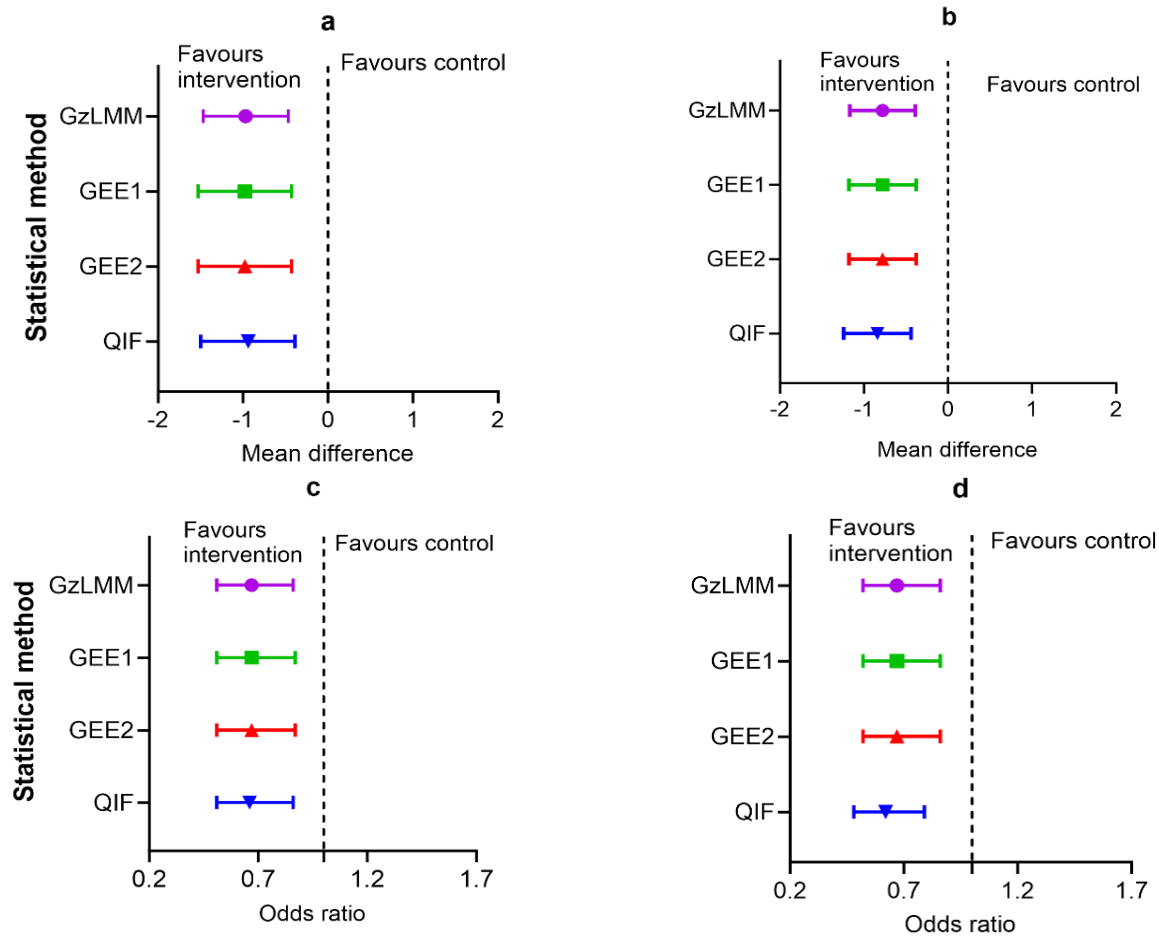 a
Favours
intervention
Favours control
Statistical method
GzLMM
GEE1
GEE2
QIF
-2
-1
0
1
2
Mean difference
b
Favours
intervention
Favours control
GzLMM
GEE1
GEE2
QIF
-2
-1
0
1
2
Mean difference
c
Favours
intervention
Favours control
Statistical method
GzLMM
GEE1
GEE2
QIF
0.2
0.7
1.2
1.7
Odds ratio
d
Favours
intervention
Favours control
GzLMM
GEE1
GEE2
QIF
0.2
0.7
1.2
1.7
Odds ratio